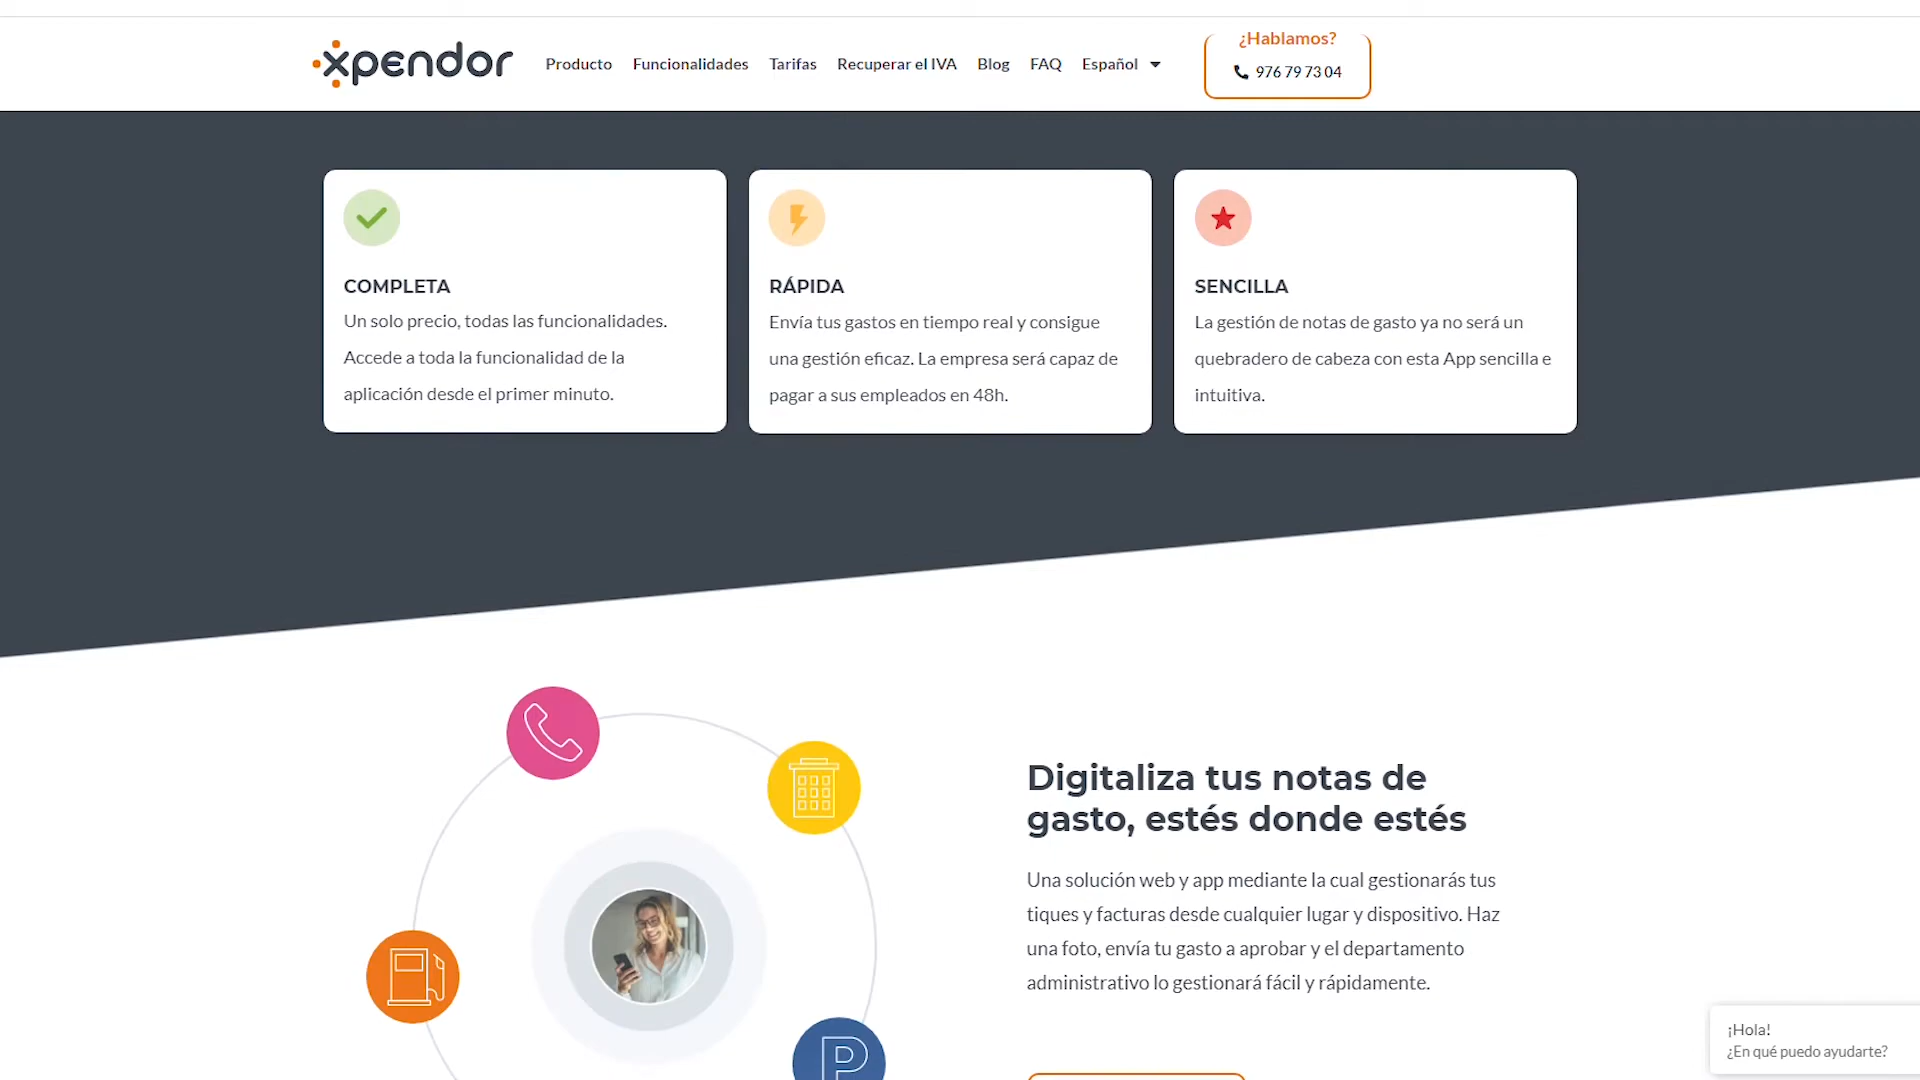 xpendor
Producto Funcionalidades Tarifas Recuperar el IVA Blog FAQ Español
¿Hablamos?
976 79 73 04
COMPLETA
Un solo precio, todas las funcionalidades.
Accede a toda la funcionalidad de la
aplicación desde el primer minuto.
RÁPIDA
Envía tus gastos en tiempo real y consigue
una gestión eficaz. La empresa será capaz de
pagar a sus empleados en 48h.
SENCILLA
La gestión de notas de gasto ya no será un
quebradero de cabeza con esta App sencilla e
intuitiva.
Digitaliza tus notas de
gasto, estés donde estés
Una solución web y app mediante la cual gestionarás tus
tiques y facturas desde cualquier lugar y dispositivo. Haz
una foto, envía tu gasto a aprobar y el departamento
administrativo lo gestionará fácil y rápidamente.
P
¡Hola!
¿En qué puedo ayudarte?